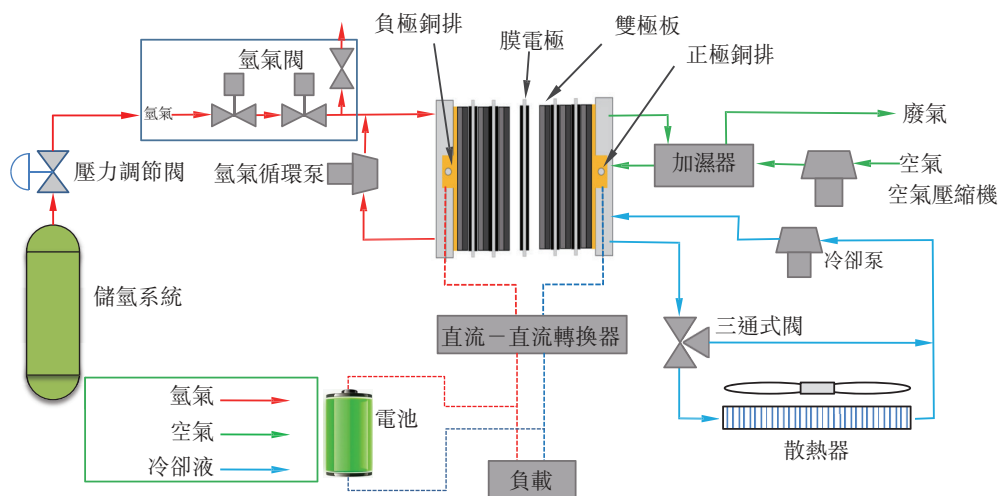 負極銅排
膜電極
雙極板
正極銅排
氫氣閥
氫氣
壓力調節閥
氫氣循環泵
加濕器
廢氣
空氣
空氣壓縮機
冷卻泵
儲氫系統
直流－直流轉換器
三通式閥
氫氣
空氣
冷卻液
電池
負載
散熱器